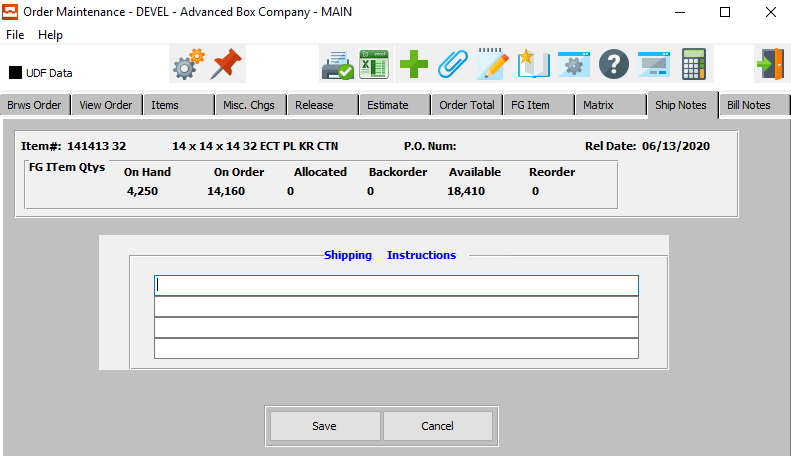 Order Maintenance - DEVEL - Advanced Box Company - MAIN
File Help
UDF Data
Brws Order View Order Items Misc. Chgs Release Estimate Order Total FG Item Matrix Ship Notes Bill Notes
Item#: 141413 32 14 x 14 x 14 32 ECT PL KR CTN P.O. Num: Rel Date: 06/13/2020
FG ITem Qtys On Hand On Order Allocated Backorder Available Reorder
4,250 14,160 0 0 18,410 0
Shipping Instructions
Save Cancel